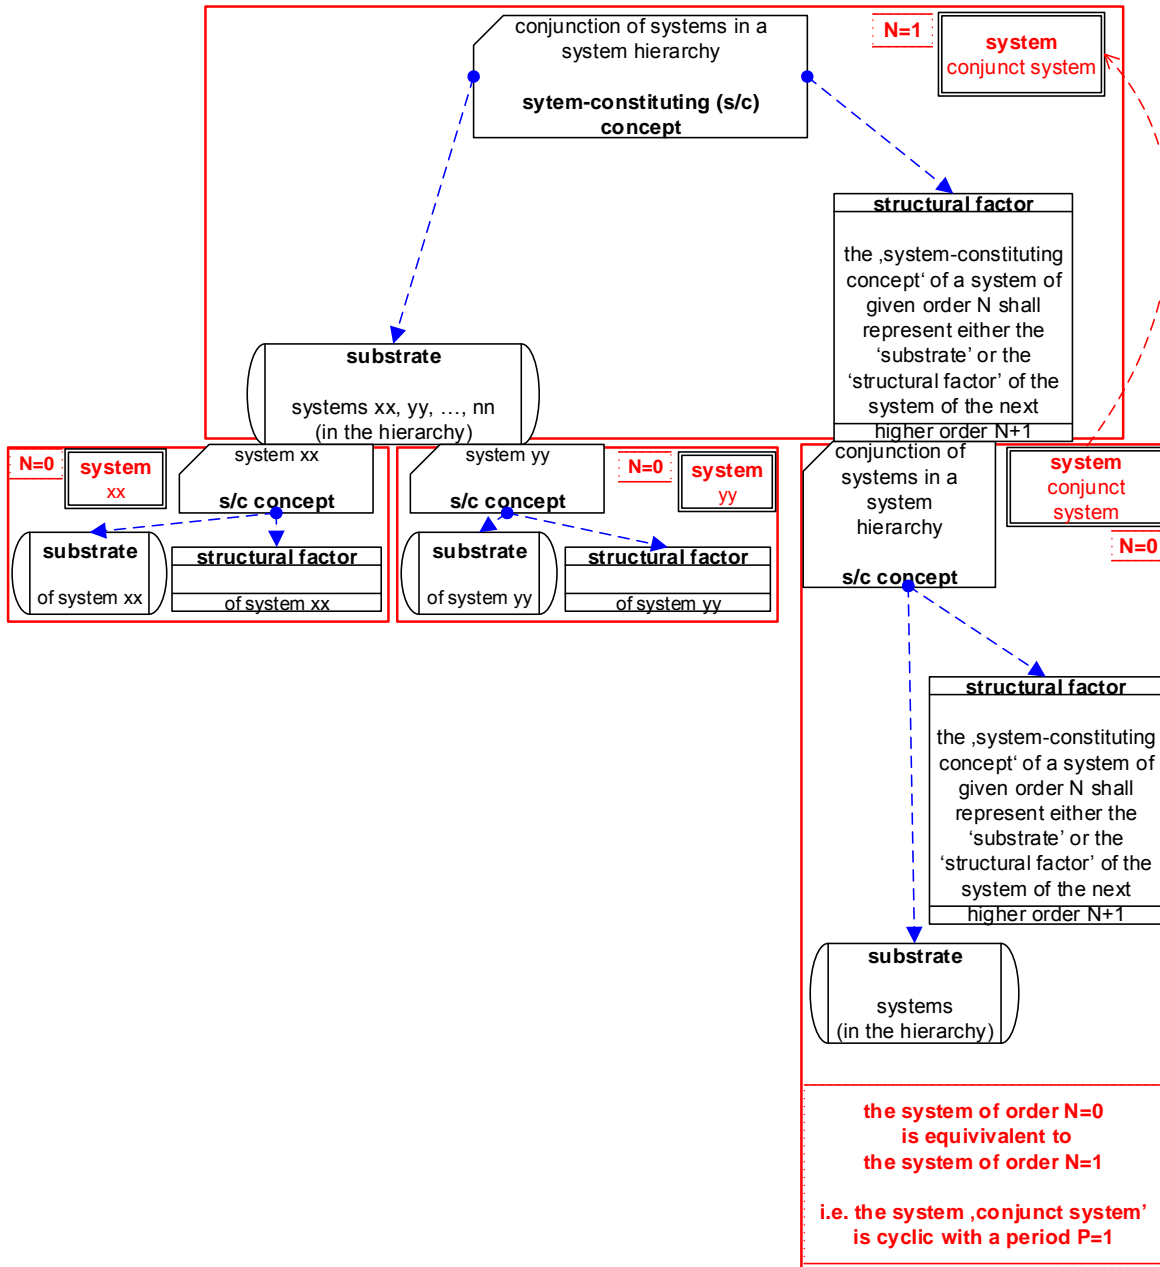 conjunction of systems in a
system hierarchy
sytem-constituting (s/c)
concept
N=1
system
conjunct system
structural factor
the ‚system-constituting
concept‘ of a system of
given order N shall
represent either the
‘substrate’ or the
‘structural factor’ of the
system of the next
higher order N+1
substrate
systems xx, yy, …, nn
(in the hierarchy)
N=0
system
xx
system xx
s/c concept
substrate
of system xx
structural factor
of system xx
system yy
s/c concept
N=0
system
yy
substrate
of system yy
structural factor
of system yy
conjunction of
systems in a
system
hierarchy
s/c concept
system
conjunct
system
N=0
structural factor
the ‚system-constituting
concept‘ of a system of
given order N shall
represent either the
‘substrate’ or the
‘structural factor’ of the
system of the next
higher order N+1
substrate
systems
(in the hierarchy)
the system of order N=0
is equivivalent to
the system of order N=1
i.e. the system ‚conjunct system’
is cyclic with a period P=1